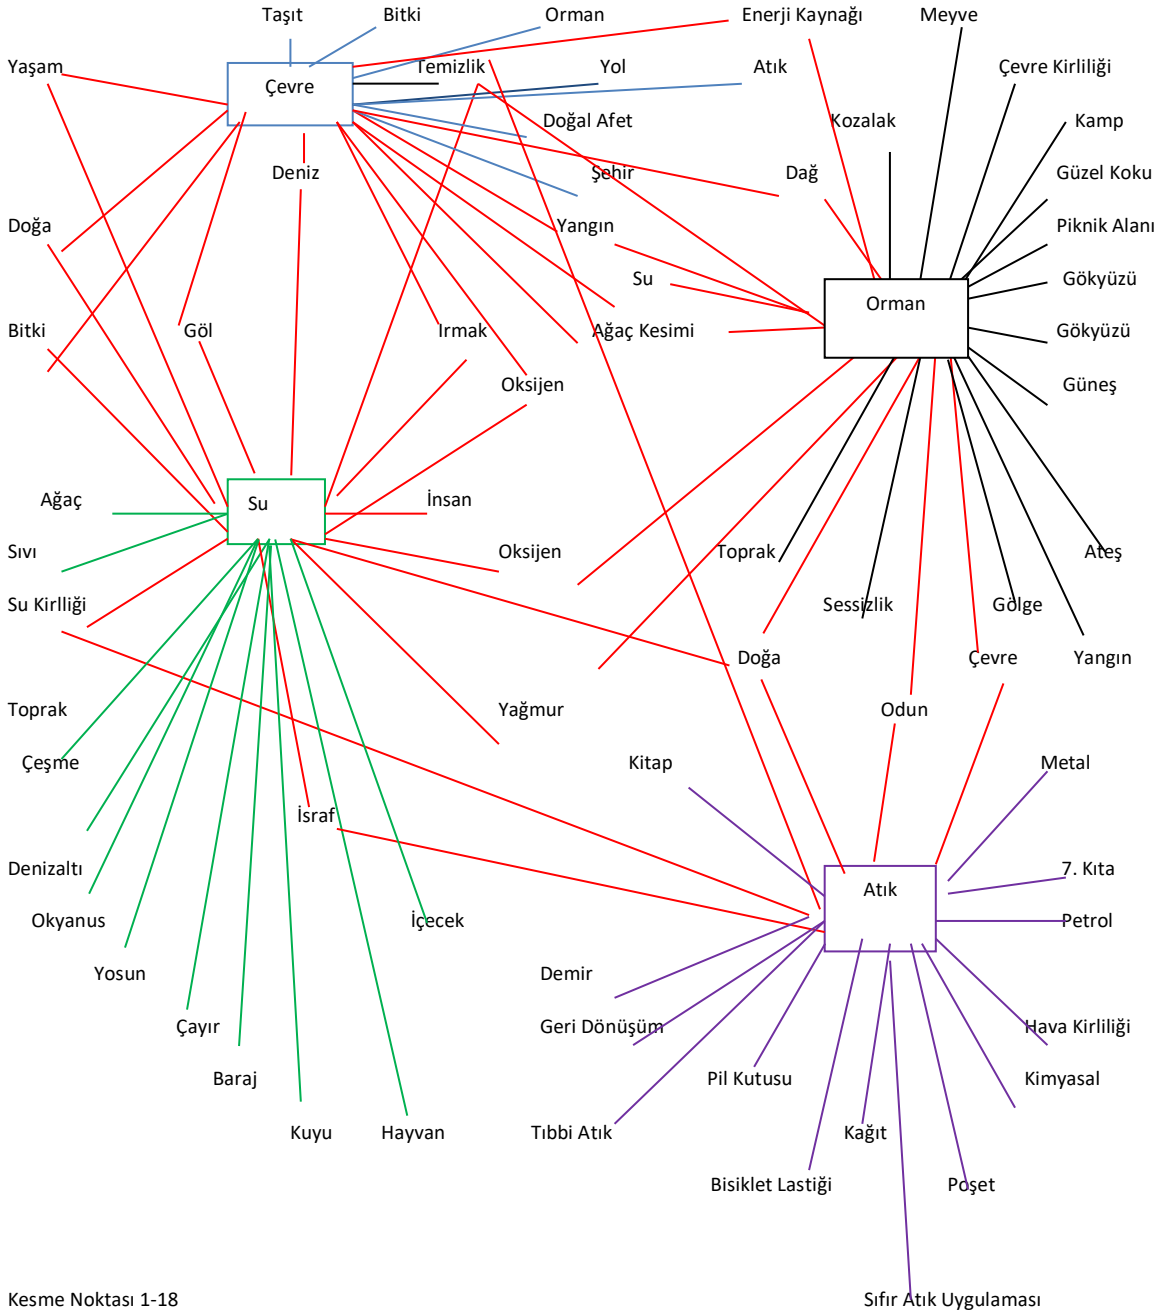 Taşıt
Bitki
Orman
Enerji Kaynağı
Meyve
Yaşam
Çevre
Temizlik
Yol
Atık
Çevre Kirliliği
Doğal Afet
Kozalak
Kamp
Deniz
Şehir
Dağ
Güzel Koku
Doğa
Yangın
Piknik Alanı
Su
Gökyüzü
Orman
Bitki
Göl
Irmak
Ağaç Kesimi
Gökyüzü
Oksijen
Güneş
Ağaç
Su
İnsan
Sıvı
Oksijen
Toprak
Ateş
Su Kirlliği
Sessizlik
Gölge
Doğa
Çevre
Yangın
Toprak
Yağmur
Odun
Çeşme
Kitap
Metal
İsraf
Denizaltı
7. Kıta
Atık
Okyanus
İçecek
Petrol
Yosun
Demir
Çayır
Geri Dönüşüm
Hava Kirliliği
Baraj
Pil Kutusu
Kimyasal
Kuyu
Hayvan
Tıbbi Atık
Kağıt
Bisiklet Lastiği
Poşet
Kesme Noktası 1-18
Sıfır Atık Uygulaması